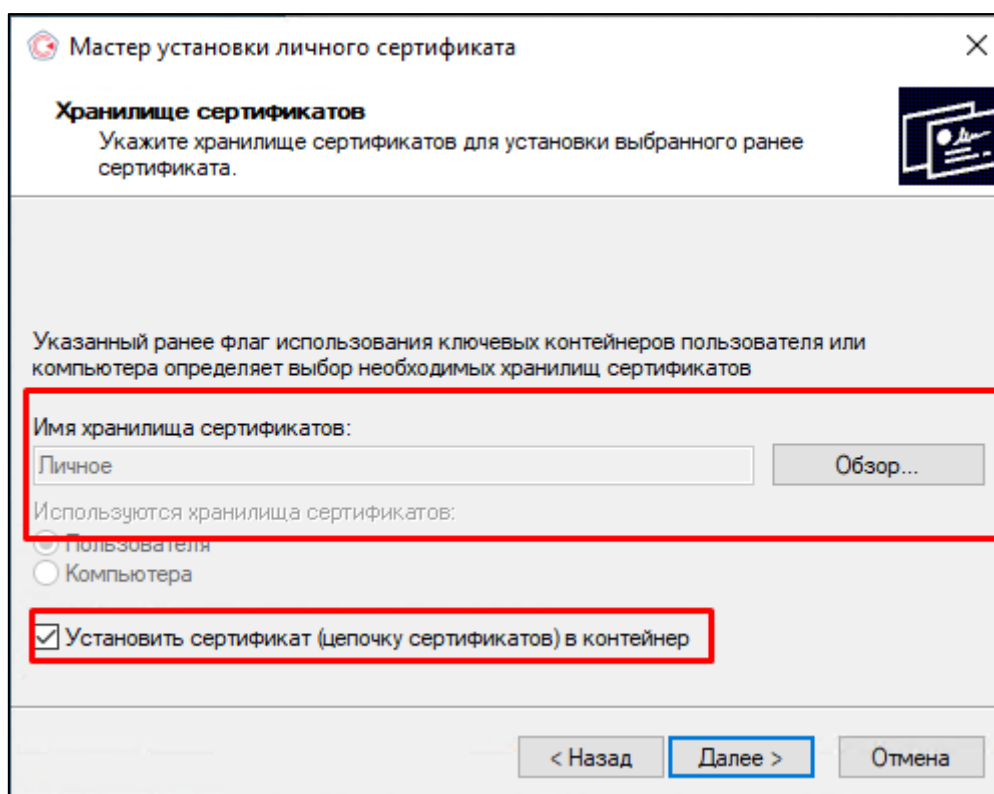 Мастер установки личного сертификата
Хранилище сертификатов
Укажите хранилище сертификатов для установки выбранного ранее
сертификата.
Указанный ранее флаг использования ключевых контейнеров пользователя или
компьютера определяет выбор необходимых хранилищ сертификатов
Имя хранилища сертификатов:
Личное
Обзор...
Используются хранилища сертификатов:
Пользователя
Компьютера
Установить сертификат (цепочку сертификатов) в контейнер
< Назад
Далее >
Отмена